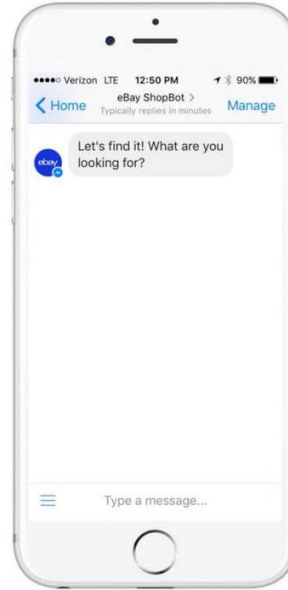 Verizon LTE 12:50 PM 90%
Home eBay ShopBot > Manage
Typically replies in minutes
Let's find it! What are you
looking for?
ebay
Type a message...